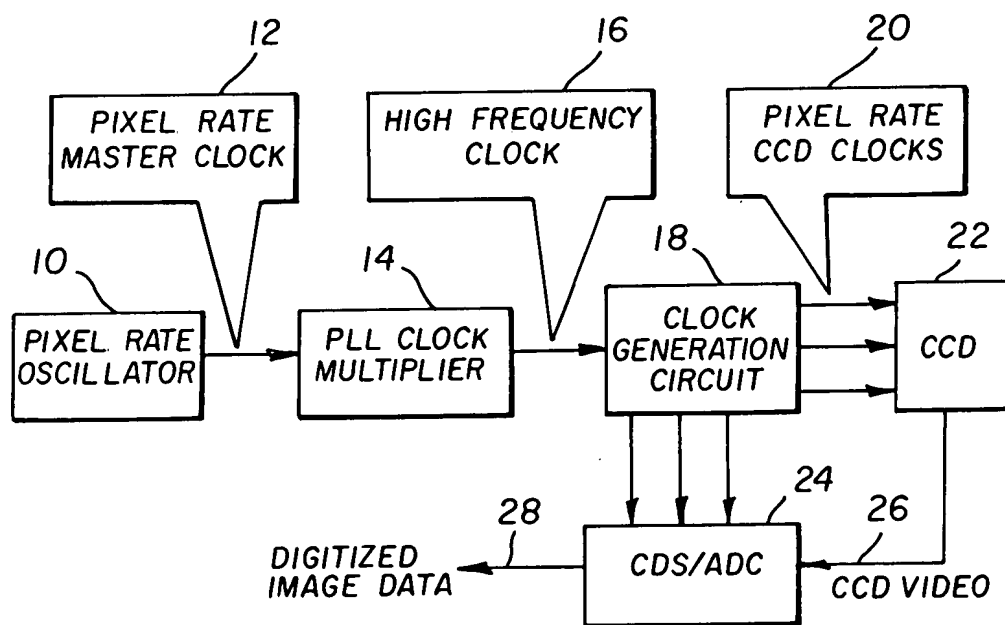 12
16
20
PIXEL RATE
MASTER CLOCK
HIGH FREQUENCY
CLOCK
PIXEL RATE
CCD CLOCKS
10
14
18
22
PIXEL RATE
OSCILLATOR
PLL CLOCK
MULTIPLIER
CLOCK
GENERATION
CIRCUIT
CCD
24
28
26
DIGITIZED
IMAGE DATA
CDS/ADC
CCD VIDEO